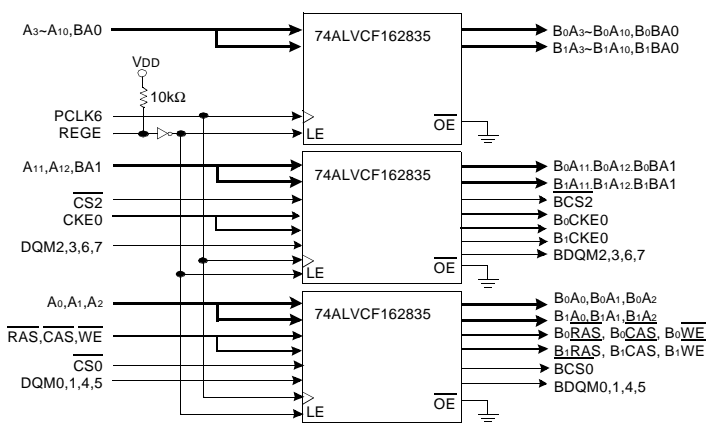 A3~A10,BA0
74ALVCF162835
B0A3~B0A10,B0BA0
B1A3~B1A10,B1BA0
VDD
10kΩ
PCLK6
REGE
LE
OE
A11,A12,BA1
74ALVCF162835
B0A11.B0A12.B0BA1
B1A11.B1A12.B1BA1
CS2
BCS2
CKE0
B0CKE0
B1CKE0
DQM2,3,6,7
BDQM2,3,6,7
LE
OE
A0,A1,A2
74ALVCF162835
B0A0,B0A1,B0A2
B1A0,B1A1,B1A2
RAS,CAS,WE
B0RAS, B0CAS, B0WE
B1RAS, B1CAS, B1WE
CS0
BCS0
DQM0,1,4,5
BDQM0,1,4,5
LE
OE